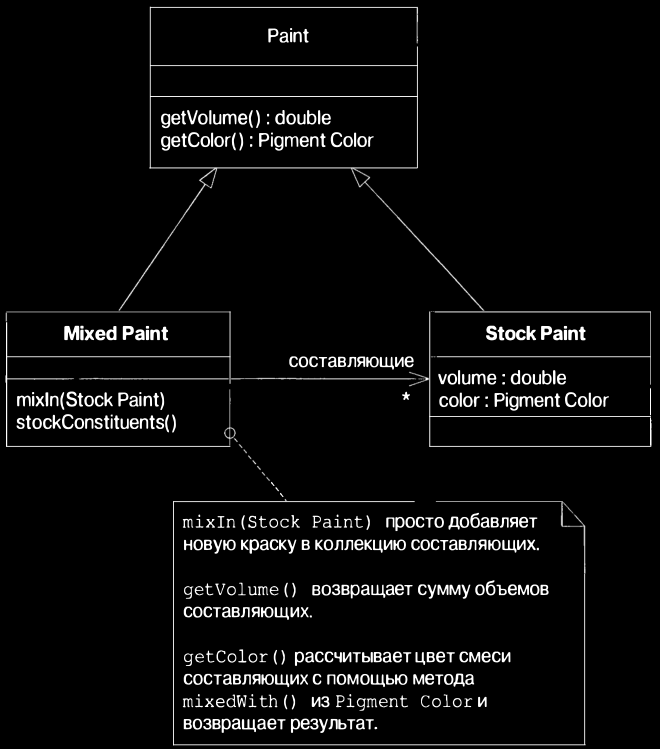 Paint
getVolume() : double
getColor() : Pigment Color
Mixed Paint
mixIn(Stock Paint)
stockConstituents()
составляющие
*
Stock Paint
volume : double
color : Pigment Color
mixIn(Stock Paint) просто добавляет
новую краску в коллекцию составляющих.
getVolume() возвращает сумму объемов
составляющих.
getColor() рассчитывает цвет смеси
составляющих с помощью метода
mixedWith() из Pigment Color и
возвращает результат.